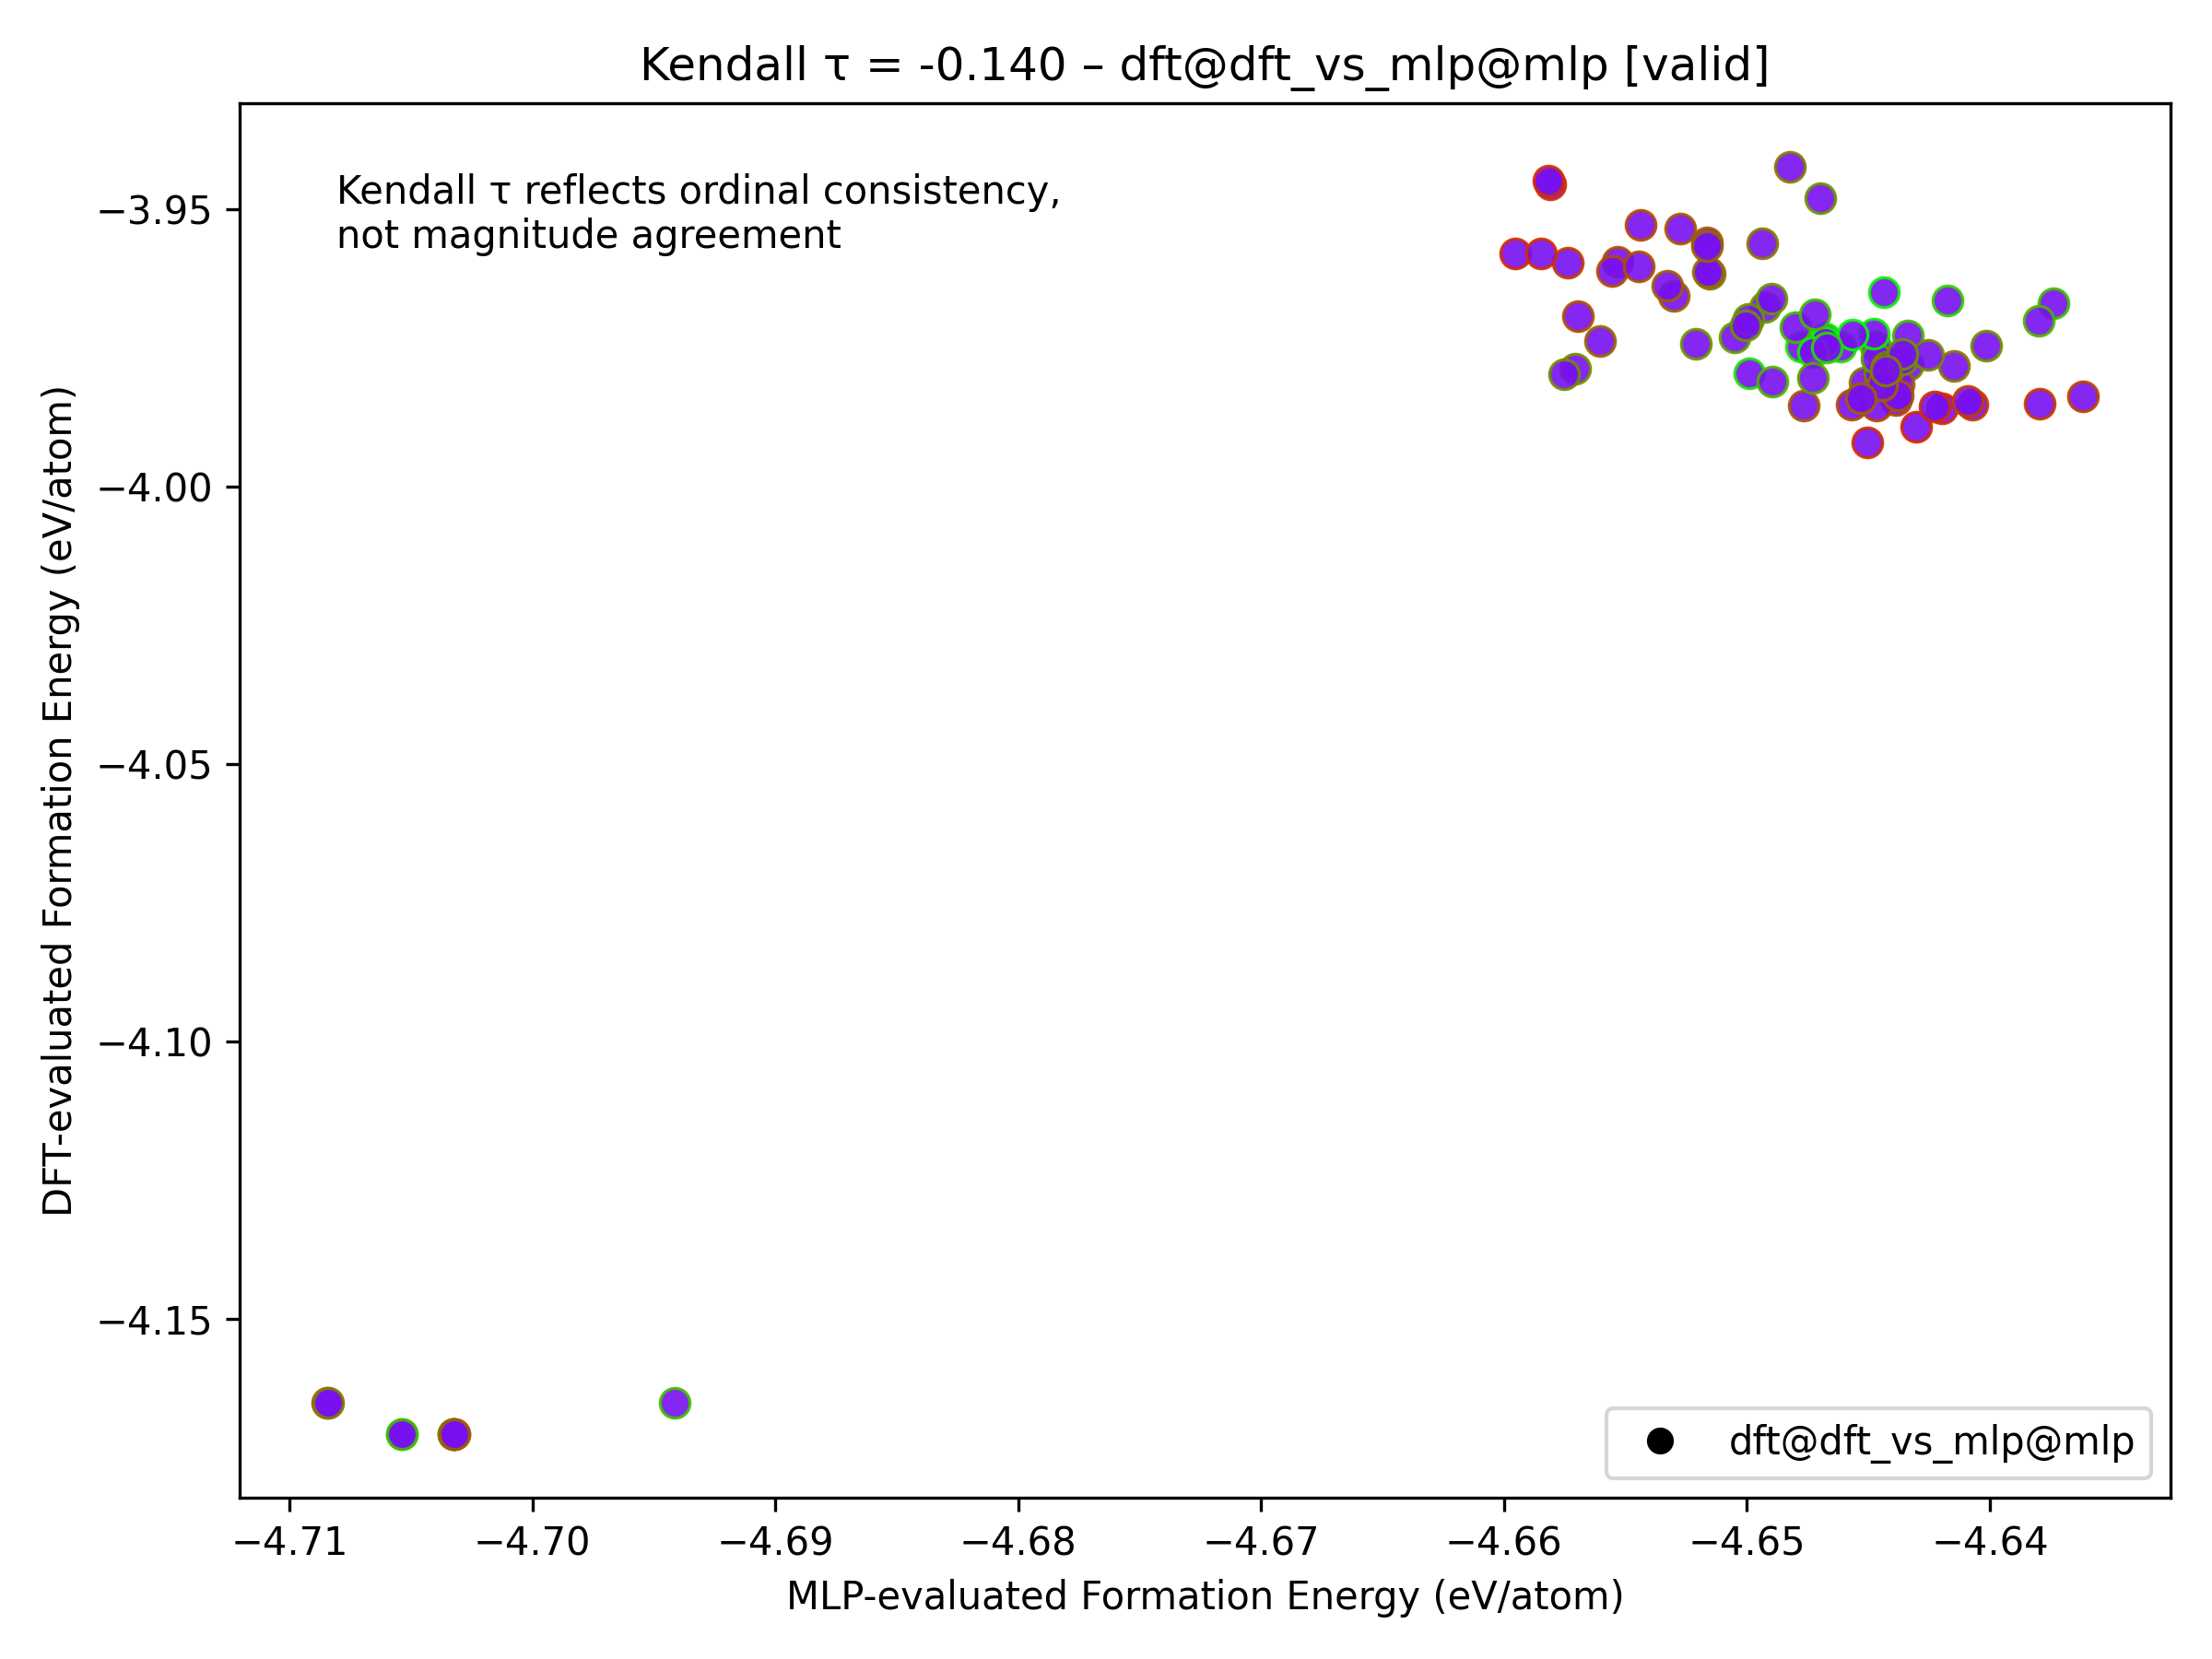 Kendall τ = -0.140 – dft@dft_vs_mlp@mlp [valid]
Kendall τ reflects ordinal consistency,
not magnitude agreement
DFT-evaluated Formation Energy (eV/atom)
−3.95
−4.00
−4.05
−4.10
−4.15
dft@dft_vs_mlp@mlp
−4.71
−4.70
−4.69
−4.68
−4.67
−4.66
−4.65
−4.64
MLP-evaluated Formation Energy (eV/atom)